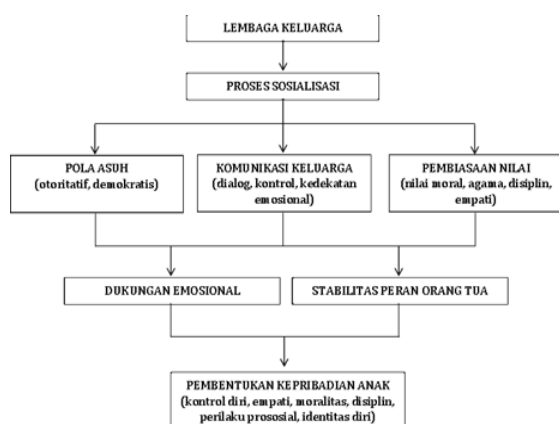 LEMBAGA KELUARGA
PROSES SOSIALISASI
POLA ASUH
(otoritatif, demokratis)
KOMUNIKASI KELUARGA
(dialog, kontrol, kedekatan
emosional)
PEMBIASAAN NILAI
(nilai moral, agama, disiplin,
empati)
DUKUNGAN EMOSIONAL
STABILITAS PERAN ORANG TUA
PEMBENTUKAN KEPRIBADIAN ANAK
(kontrol diri, empati, moralitas, disiplin,
perilaku prososial, identitas diri)